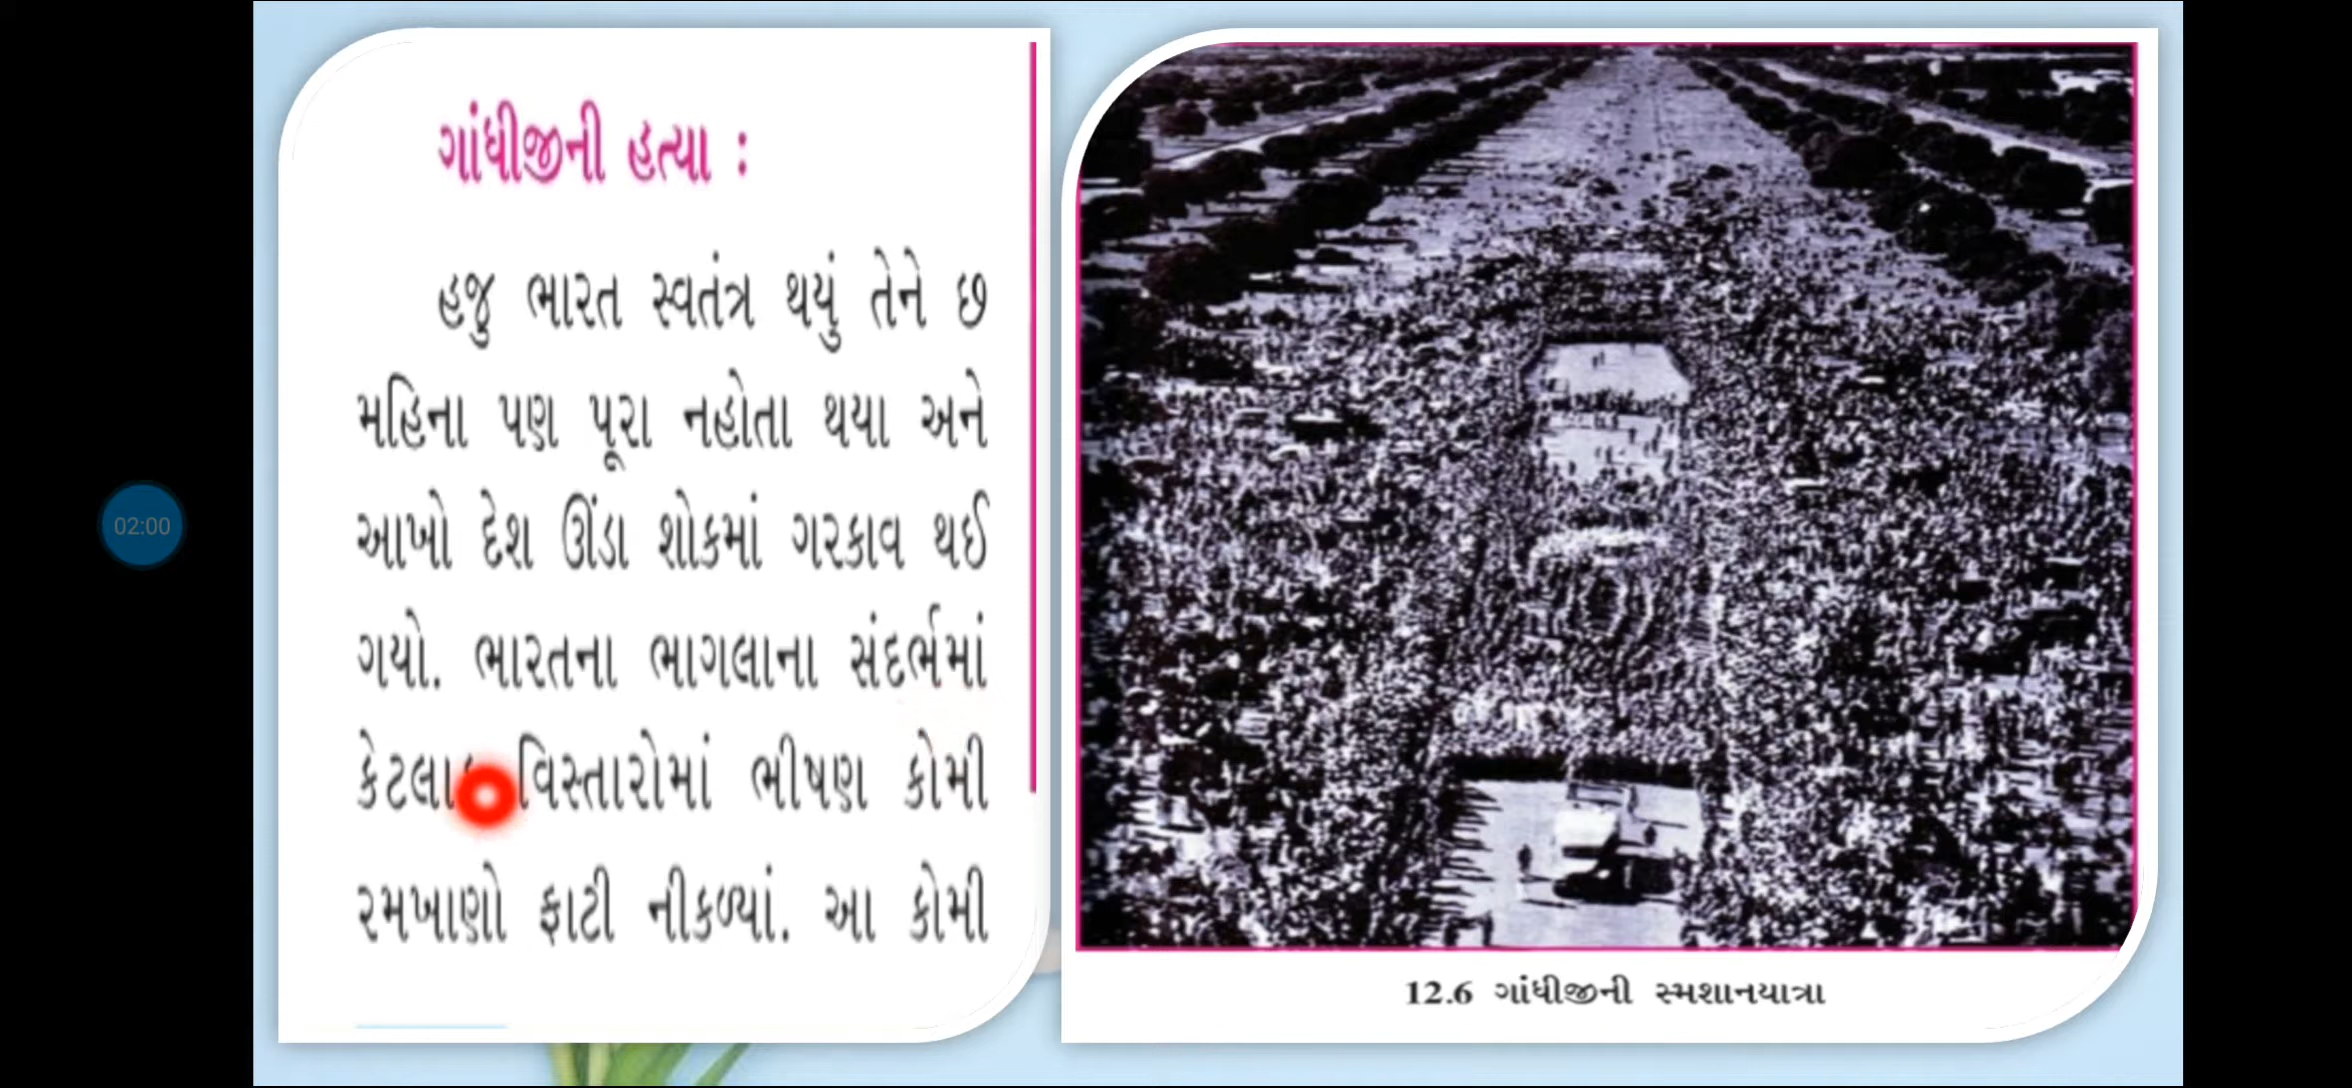 ગાંધીજીની હત્યા :
હજુ ભારત સ્વતંત્ર થયું તેને છ
મહિના પણ પૂરા નહોતા થયા અને
આખો દેશ ઊંડા શોકમાં ગરકાવ થઈ
ગયો. ભારતના ભાગલાના સંદર્ભમાં
વિસ્તારોમાં ભીષણ કોમી
રમખાણો ફાટી નીકળ્યાં. આ કોમી
12.6 ગાંધીજીની સ્મશાનયાત્રા
02:00